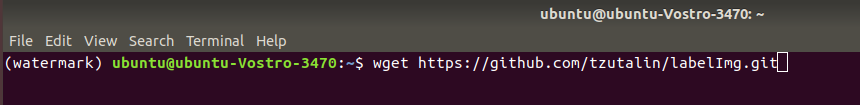 ubuntu@ubuntu-Vostro-3470: ~
File Edit View Search Terminal Help
(watermark) ubuntu@ubuntu-Vostro-3470:~$ wget https://github.com/tzutalin/labelImg.git